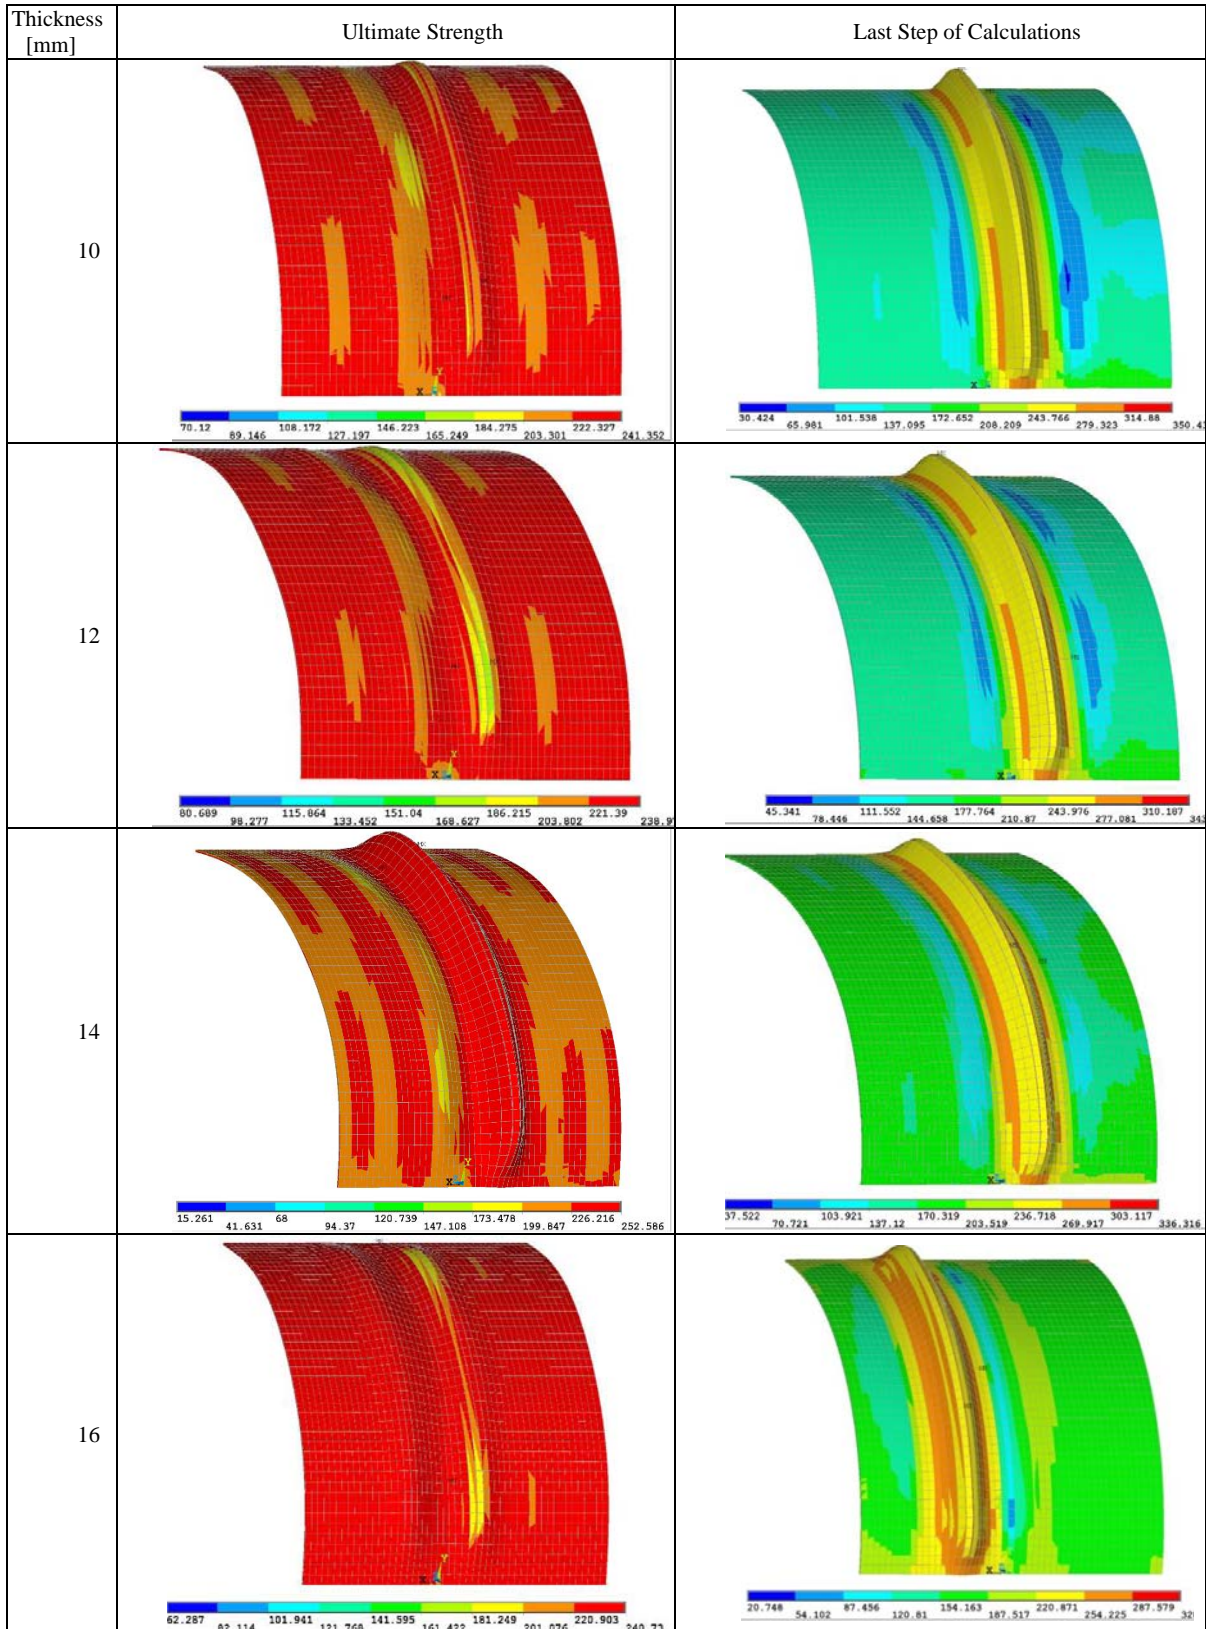 Thickness
[mm]
Ultimate Strength
Last Step of Calculations
10
Y
X
70.12 108.172 146.223 184.275 222.327
89.146 127.197 165.249 203.301 241.352
X
30.424 101.538 172.652 243.766 314.88
65.981 137.095 208.209 279.323 350.43
12
Y
X
80.689 115.864 151.04 186.215 221.39
98.277 133.452 168.627 203.802 238.97
X
45.341 111.552 177.764 243.976 310.187
78.446 144.658 210.87 277.081 343
14
Y
X
15.261 68 120.739 173.478 226.216
41.631 94.37 147.108 199.847 252.586
X
37.522 103.921 170.319 236.718 303.117
70.721 137.12 203.519 269.917 336.316
16
Y
X
62.287 101.941 141.595 181.249 220.903
X
20.748 87.456 154.163 220.871 287.579
54.102 120.81 187.517 254.225 32